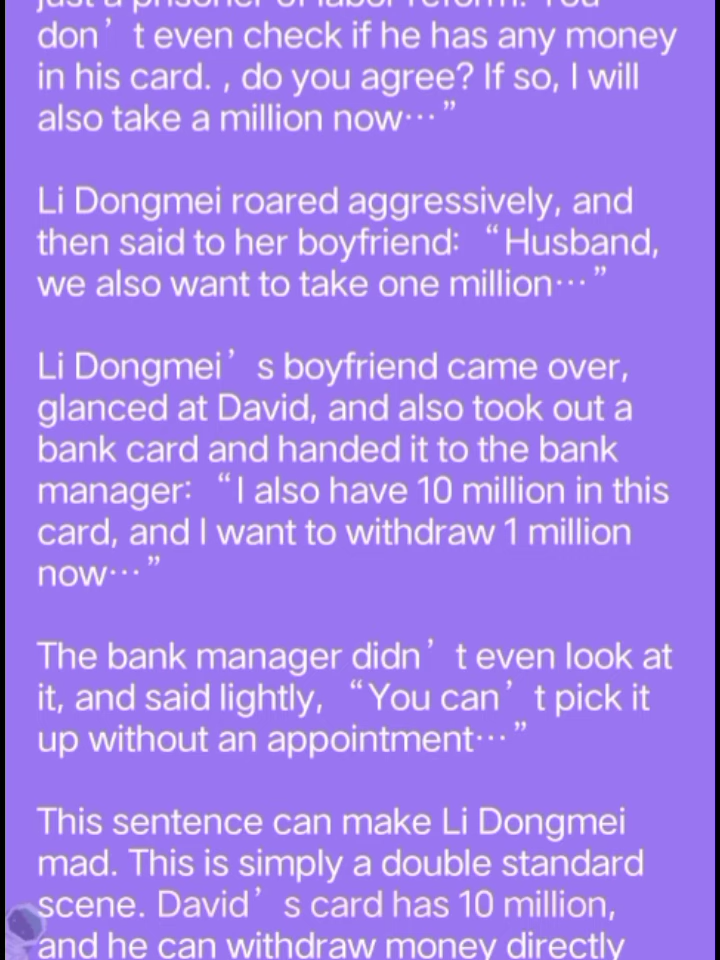 just a prisoner of labor reform. You
don’t even check if he has any money
in his card. , do you agree? If so, I will
also take a million now···”
Li Dongmei roared aggressively, and
then said to her boyfriend: “Husband,
we also want to take one million···”
Li Dongmei’s boyfriend came over,
glanced at David, and also took out a
bank card and handed it to the bank
manager: “I also have 10 million in this
card, and I want to withdraw 1 million
now···”
The bank manager didn’t even look at
it, and said lightly, “You can’t pick it
up without an appointment···”
This sentence can make Li Dongmei
mad. This is simply a double standard
scene. David’s card has 10 million,
and he can withdraw money directly